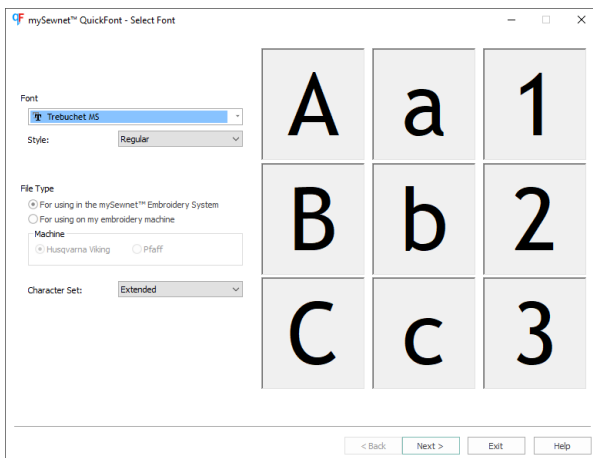 qF mySewnet™ QuickFont - Select Font
Font
Trebuchet MS
Style: Regular
File Type
For using in the mySewnet™ Embroidery System
For using on my embroidery machine
Machine
Husqvarna Viking Pfaff
Character Set: Extended
A a 1
B b 2
C c 3
< Back Next > Exit Help